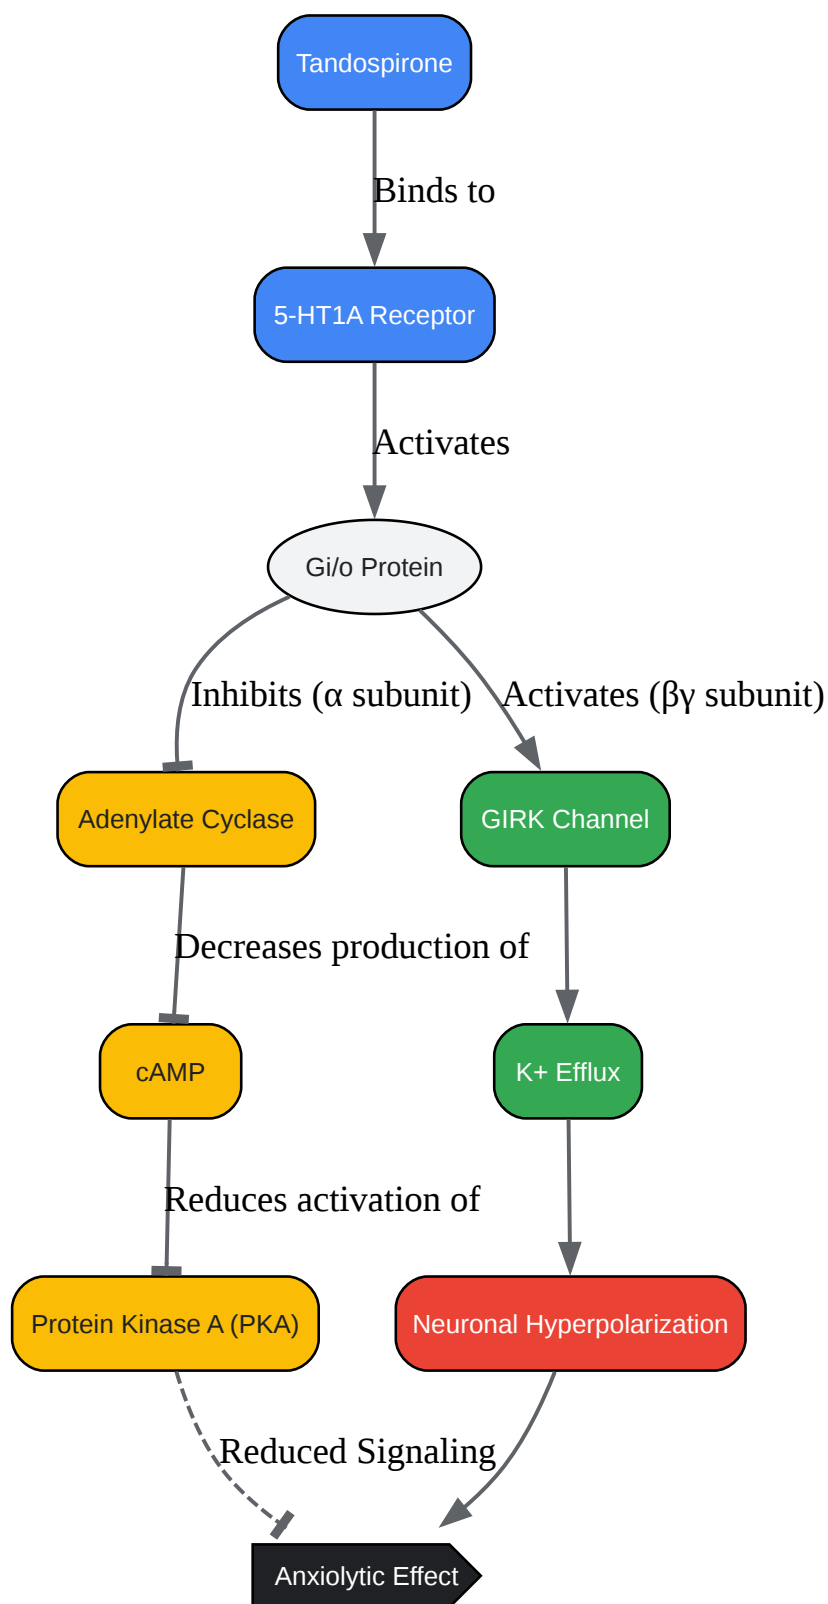 Tandospirone
Binds to
5-HT1A Receptor
Activates
Gi/o Protein
Inhibits (α subunit)
Activates (βγ subunit)
Adenylate Cyclase
GIRK Channel
Decreases production of
cAMP
K+ Efflux
Reduces activation of
Protein Kinase A (PKA)
Neuronal Hyperpolarization
Reduced Signaling
Anxiolytic Effect